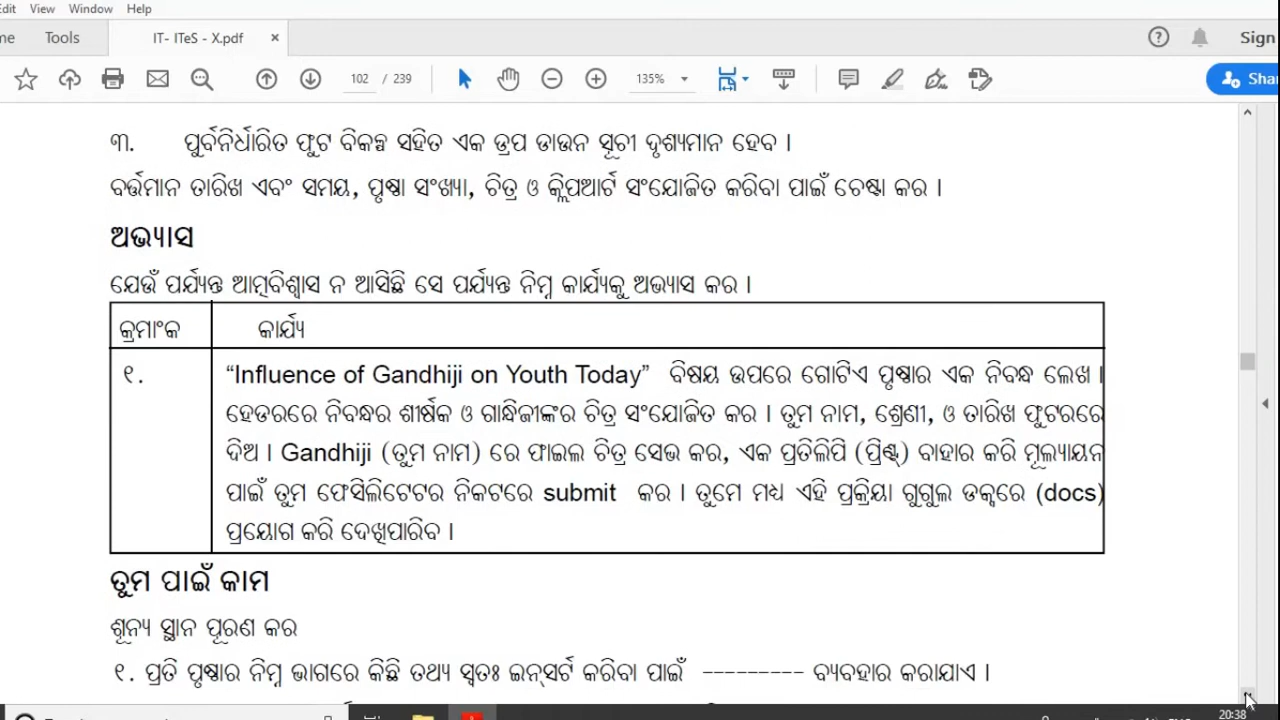 Edit View Window Help
Tools IT- ITeS - X.pdf × Sign
102 / 239 135%
୩. ପୁର୍ବନିର୍ଧାରିତ ଫୁଟ ବିକଳ୍ପ ସହିତ ଏକ ଡ୍ରପ ଡାଉନ ସୂଚୀ ଦୃଶ୍ୟମାନ ହେବ ।
ବର୍ତ୍ତମାନ ତାରିଖ ଏବଂ ସମୟ, ପୃଷ୍ଠା ସଂଖ୍ୟା, ଚିତ୍ର ଓ କ୍ଲିପଆର୍ଟ ସଂଯୋଜିତ କରିବା ପାଇଁ ଚେଷ୍ଟା କର ।
ଅଭ୍ୟାସ
ଯେଉଁ ପର୍ଯ୍ୟନ୍ତ ଆତ୍ମବିଶ୍ୱାସ ନ ଆସିଛି ସେ ପର୍ଯ୍ୟନ୍ତ ନିମ୍ନ କାର୍ଯ୍ୟକୁ ଅଭ୍ୟାସ କର ।
କ୍ରମାଂକ କାର୍ଯ୍ୟ
୧. “Influence of Gandhiji on Youth Today” ବିଷୟ ଉପରେ ଗୋଟିଏ ପୃଷ୍ଠାର ଏକ ନିବନ୍ଧ ଲେଖ ।
ହେଡରରେ ନିବନ୍ଧର ଶୀର୍ଷକ ଓ ଗାନ୍ଧିଜୀଙ୍କର ଚିତ୍ର ସଂଯୋଜିତ କର । ତୁମ ନାମ, ଶ୍ରେଣୀ, ଓ ତାରିଖ ଫୁଟରରେ
ଦିଅ । Gandhiji (ତୁମ ନାମ) ରେ ଫାଇଲ ଚିତ୍ର ସେଭ କର, ଏକ ପ୍ରତିଲିପି (ପ୍ରିଣ୍ଟ୍) ବାହାର କରି ମୂଲ୍ୟାୟନ
ପାଇଁ ତୁମ ଫେସିଲିଟେଟର ନିକଟରେ submit କର । ତୁମେ ମଧ୍ୟ ଏହି ପ୍ରକ୍ରିୟା ଗୁଗୁଲ ଡକ୍ସରେ (docs)
ପ୍ରୟୋଗ କରି ଦେଖିପାରିବ ।
ତୁମ ପାଇଁ କାମ
ଶୂନ୍ୟ ସ୍ଥାନ ପୂରଣ କର
୧. ପ୍ରତି ପୃଷ୍ଠାର ନିମ୍ନ ଭାଗରେ କିଛି ତଥ୍ୟ ସ୍ୱତଃ ଇନ୍‌ସର୍ଟ କରିବା ପାଇଁ --------- ବ୍ୟବହାର କରାଯାଏ ।
20:38